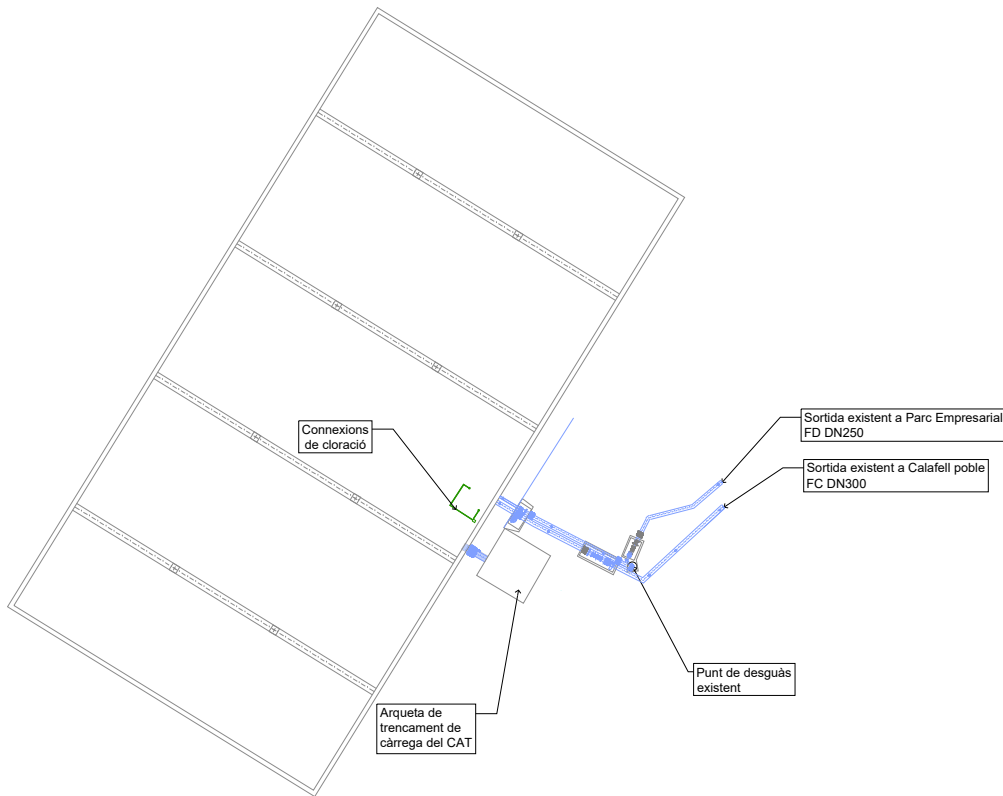 Sortida existent a Parc Empresarial
FD DN250
Connexions
de cloració
Sortida existent a Calafell poble
FC DN300
Punt de desguàs
existent
Arqueta de
trencament de
càrrega del CAT